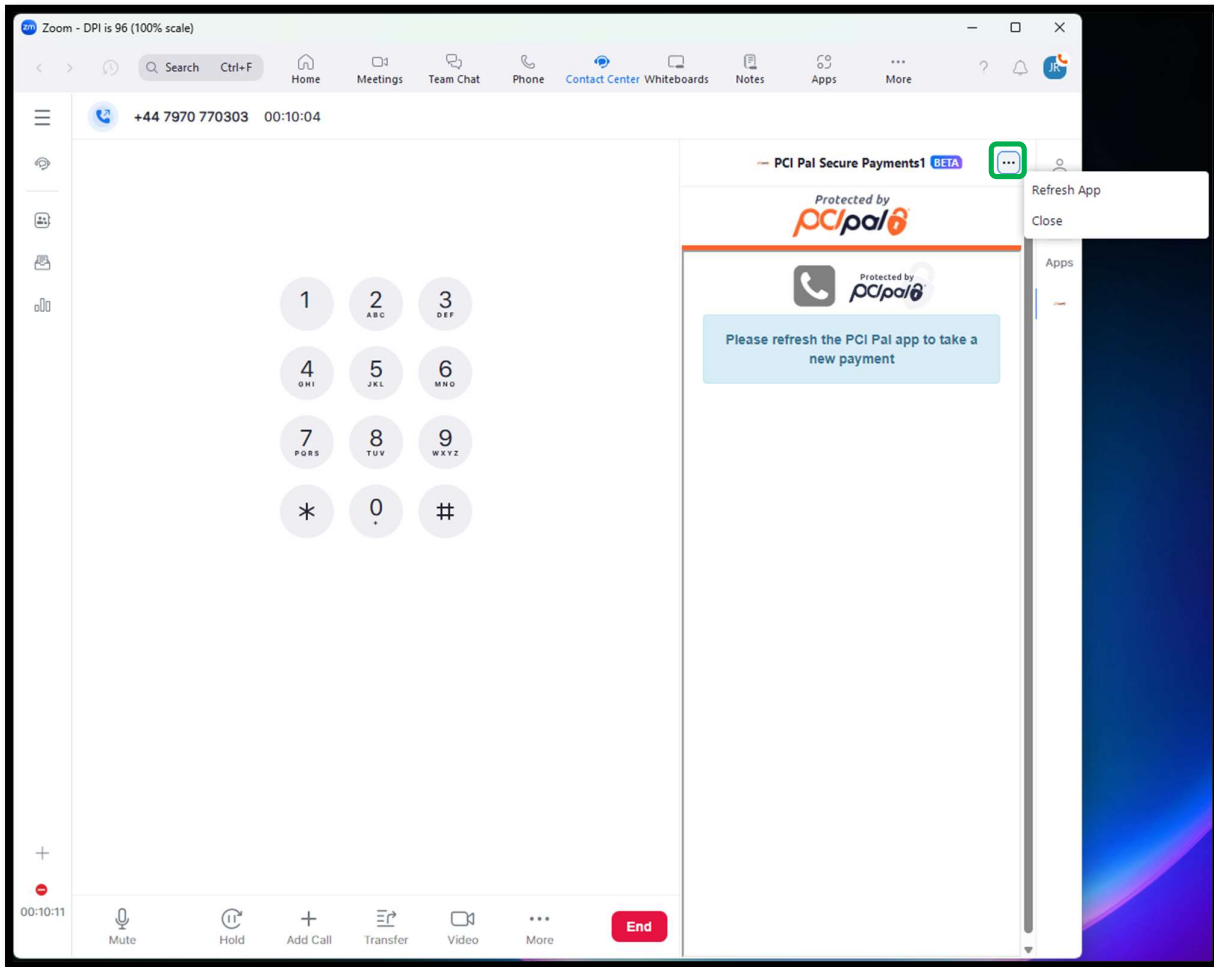 zm Zoom - DPI is 96 (100% scale)
Search Ctrl+F
Home
Meetings
Team Chat
Phone
Contact Center
Whiteboards
Notes
Apps
More
?
JR
+44 7970 770303 00:10:04
PCI Pal Secure Payments1 BETA
...
Refresh App
Close
Protected by
pcipal
Apps
Protected by
pcipal
Please refresh the PCI Pal app to take a
new payment
1
2 ABC
3 DEF
4 GHI
5 JKL
6 MNO
7 PQRS
8 TUV
9 WXYZ
*
0 +
#
00:10:11
Mute
Hold
Add Call
Transfer
Video
More
End